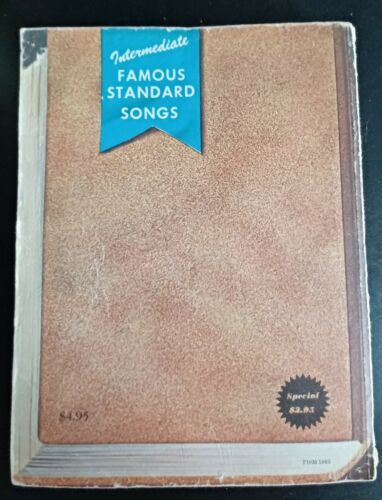 Intermediate
FAMOUS
STANDARD
SONGS
Special
$2.95
$4.95